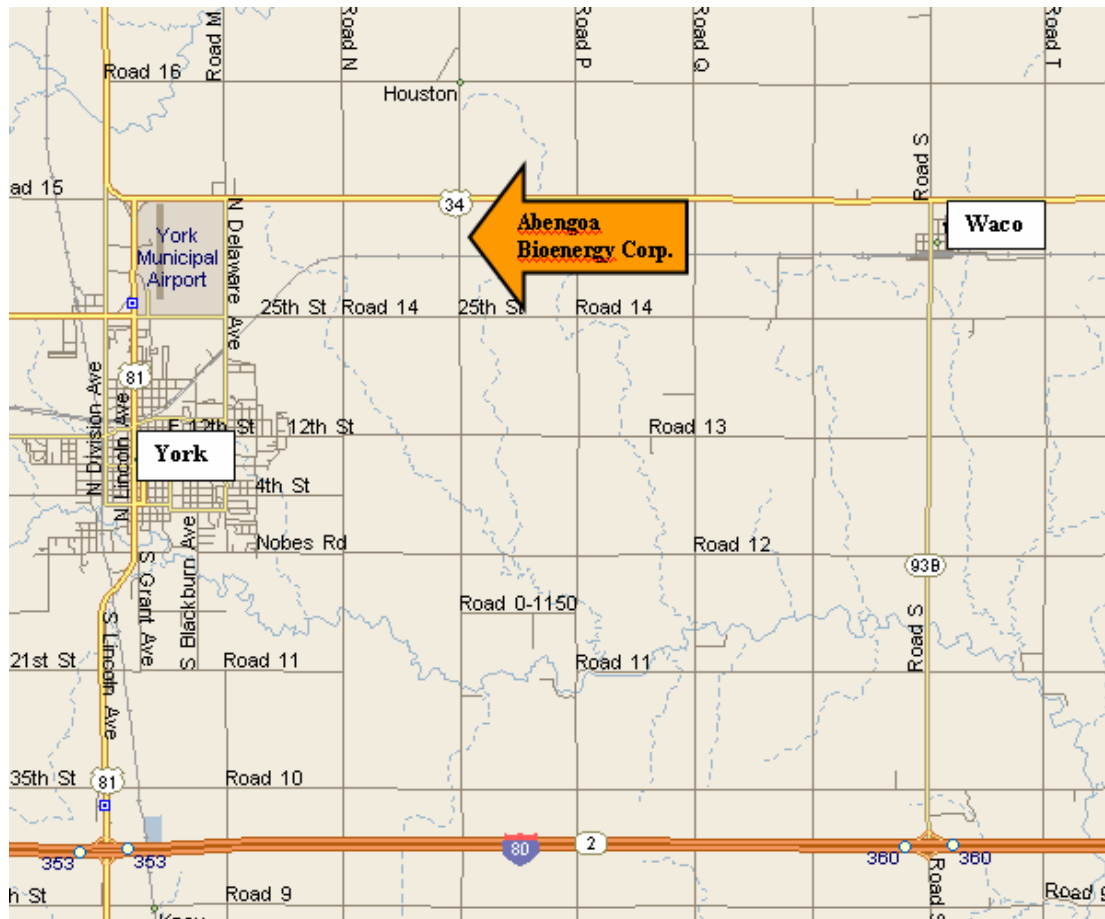 Road M
Road N
Road P
Road Q
Road T
Road 16
Houston
Road S
ad 15
34
Abengoa
Bioenergy Corp.
Waco
York
Municipal
Airport
N Delaware Ave
25th St
Road 14
25th St
Road 14
81
N Division Ave
N Lincoln Ave
E 12th St
12th St
Road 13
York
4th St
Nobes Rd
Road 12
93B
S Grant Ave
S Blackburn Ave
Road 0-1150
Road S
S Lincoln Ave
21st St
Road 11
Road 11
35th St
81
Road 10
353
353
80
2
360
360
h St
Road 9
Road S
Road 9